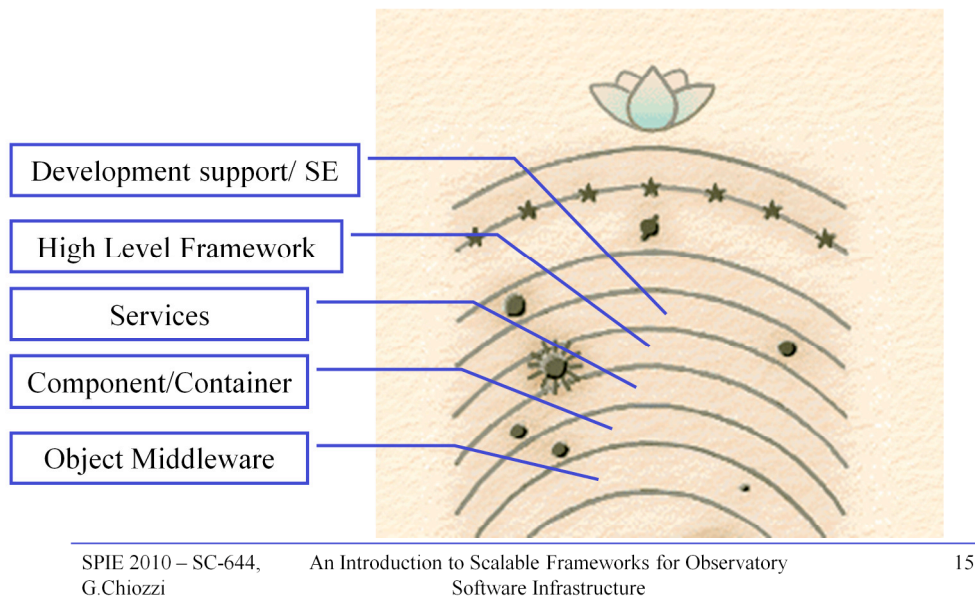 Development support/ SE
High Level Framework
Services
Component/Container
Object Middleware
SPIE 2010 – SC-644,
G.Chiozzi
An Introduction to Scalable Frameworks for Observatory
Software Infrastructure
15